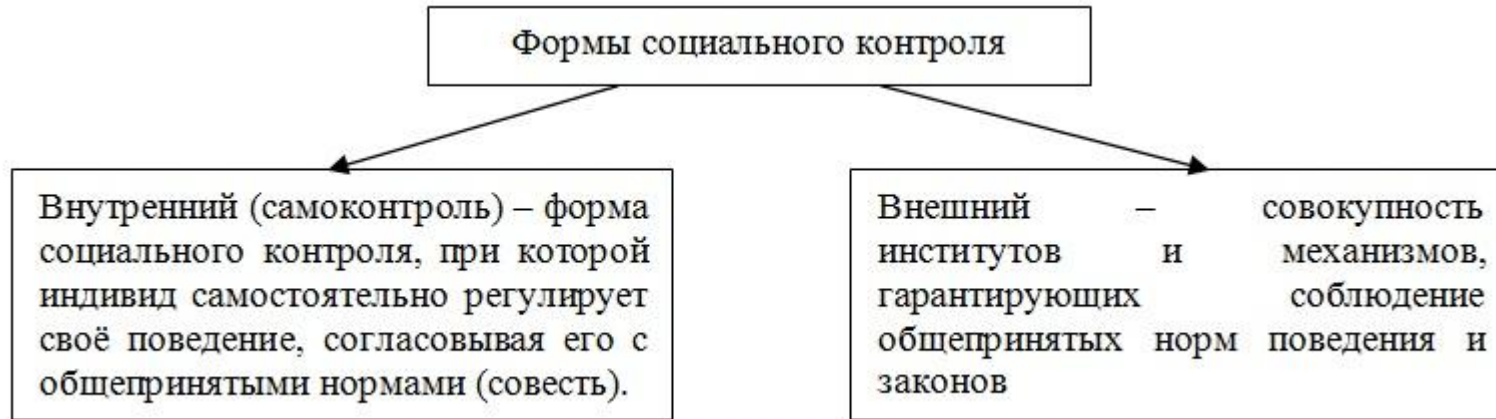 Формы социального контроля
Внутренний (самоконтроль) – форма
социального контроля, при которой
индивид самостоятельно регулирует
своё поведение, согласовывая его с
общепринятыми нормами (совесть).
Внешний – совокупность
институтов и механизмов,
гарантирующих соблюдение
общепринятых норм поведения и
законов